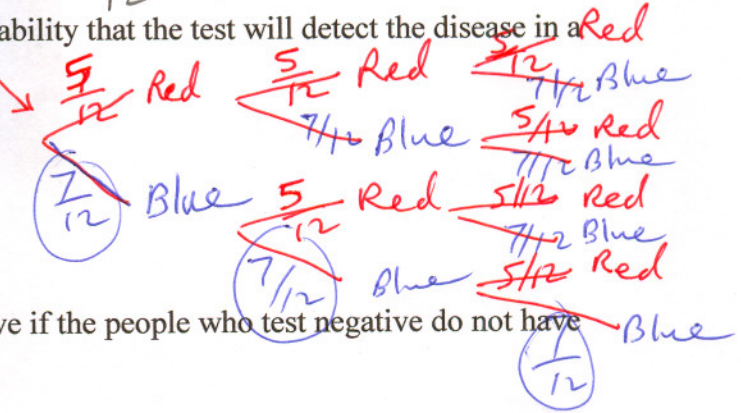 12
ability that the test will detect the disease in a Red
5/12 Red 5/12 Red 5/12
7/12 Blue
7/12 Blue 5/12 Red
7/12 Blue
7/12 Blue 5/12 Red 5/12 Red
7/12 Blue
7/12 Blue 5/12 Red
ve if the people who test negative do not have Blue
7/12